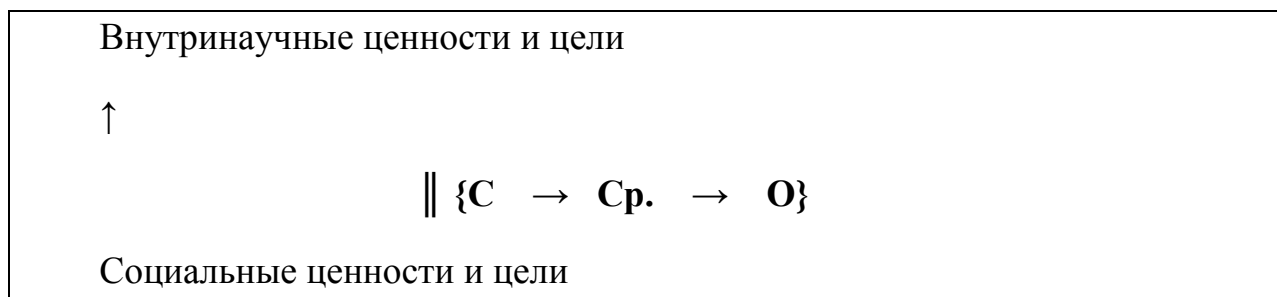 Внутринаучные ценности и цели
↑
‖ {С → Ср. → О}
Социальные ценности и цели